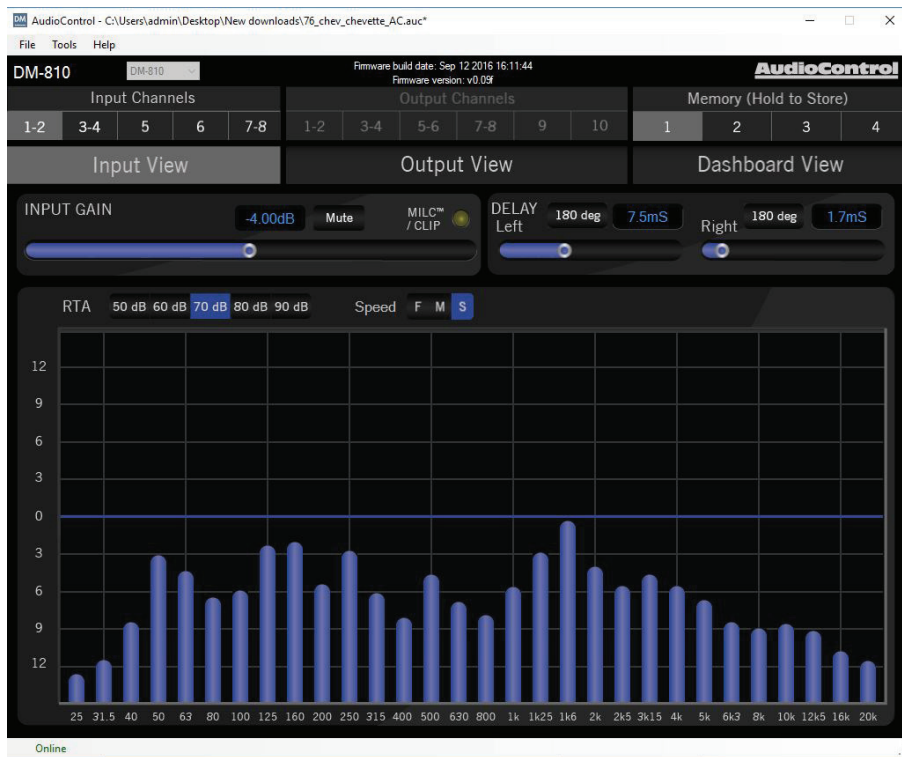 DM AudioControl - C:\Users\admin\Desktop\New downloads\76_chev_chevette_AC.auc*
File Tools Help
DM-810 DM-810 Firmware build date: Sep 12 2016 16:11:44 AudioControl
Firmware version: v0.09f
Input Channels Output Channels Memory (Hold to Store)
1-2 3-4 5 6 7-8 1-2 3-4 5-6 7-8 9 10 1 2 3 4
Input View Output View Dashboard View
INPUT GAIN -4.00dB Mute MILC™ / CLIP DELAY Left 180 deg 7.5mS Right 180 deg 1.7mS
RTA 50 dB 60 dB 70 dB 80 dB 90 dB Speed F M S
12
9
6
3
0
3
6
9
12
25 31.5 40 50 63 80 100 125 160 200 250 315 400 500 630 800 1k 1k25 1k6 2k 2k5 3k15 4k 5k 6k3 8k 10k 12k5 16k 20k
Online